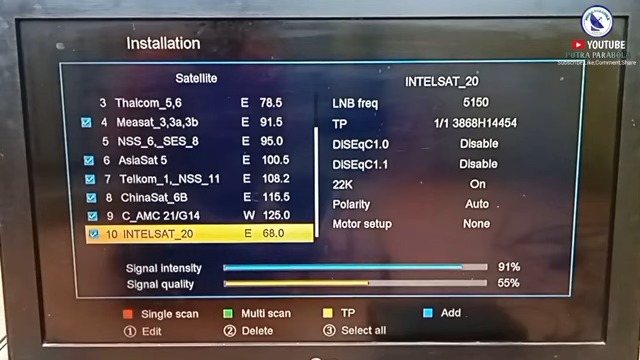 Installation
YOUTUBE
PUTRA PARABOLA
Subscribe,Like,Comment,Share
Satellite
INTELSAT_20
3 Thaicom_5,6 E 78.5
LNB freq 5150
4 Measat_3,3a,3b E 91.5
TP 1/1 3868H14454
5 NSS_6,_SES_8 E 95.0
DiSEqC1.0 Disable
6 AsiaSat 5 E 100.5
DiSEqC1.1 Disable
7 Telkom_1,_NSS_11 E 108.2
22K On
8 ChinaSat_6B E 115.5
Polarity Auto
9 C_AMC 21/G14 W 125.0
Motor setup None
10 INTELSAT_20 E 68.0
Signal intensity 91%
Signal quality 55%
Single scan Multi scan TP Add
1 Edit 2 Delete 3 Select all